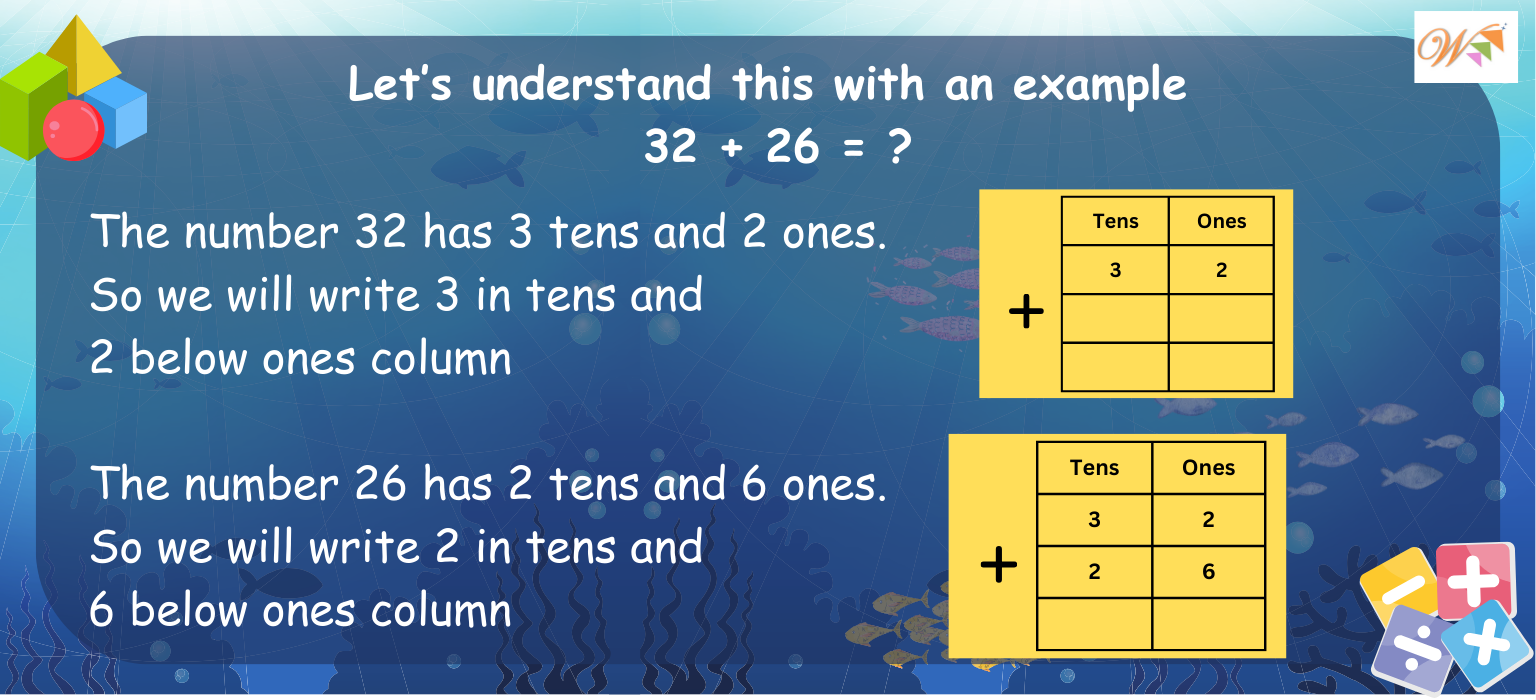 Let's understand this with an example
32 + 26 = ?
The number 32 has 3 tens and 2 ones.
So we will write 3 in tens and
2 below ones column
Tens Ones
3 2
+
The number 26 has 2 tens and 6 ones.
So we will write 2 in tens and
6 below ones column
Tens Ones
3 2
+ 2 6
W